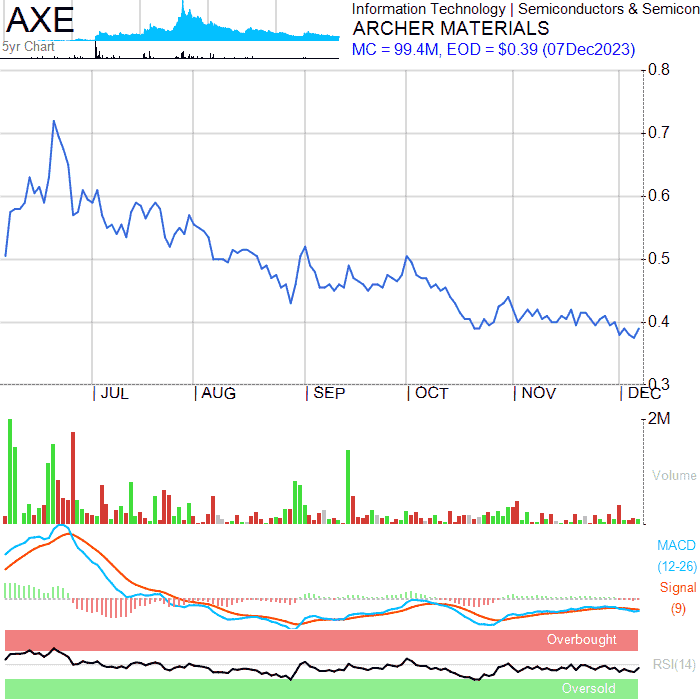 AXE
5yr Chart
Information Technology | Semiconductors & Semicon
ARCHER MATERIALS
MC = 99.4M, EOD = $0.39 (07Dec2023)
0.8
0.7
0.6
0.5
0.4
0.3
JUL AUG SEP OCT NOV DEC
2M
Volume
MACD
(12-26)
Signal
(9)
Overbought
RSI(14)
Oversold